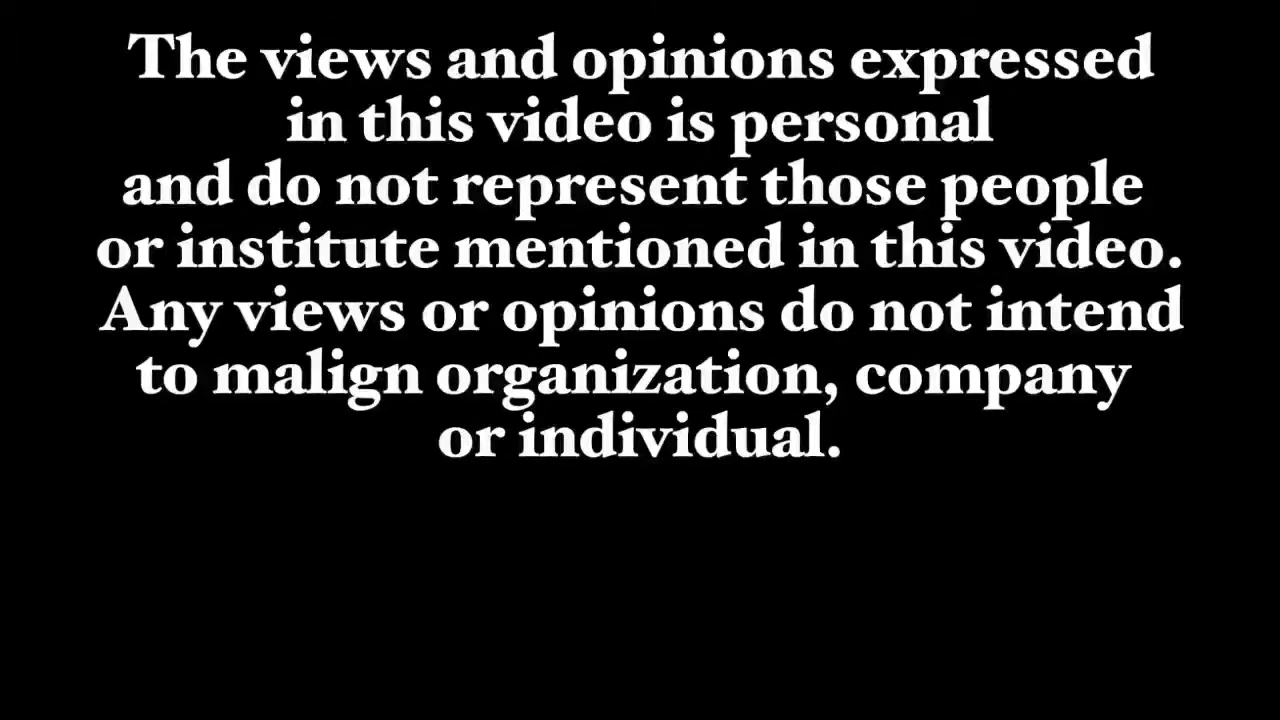 The views and opinions expressed
in this video is personal
and do not represent those people
or institute mentioned in this video.
Any views or opinions do not intend
to malign organization, company
or individual.